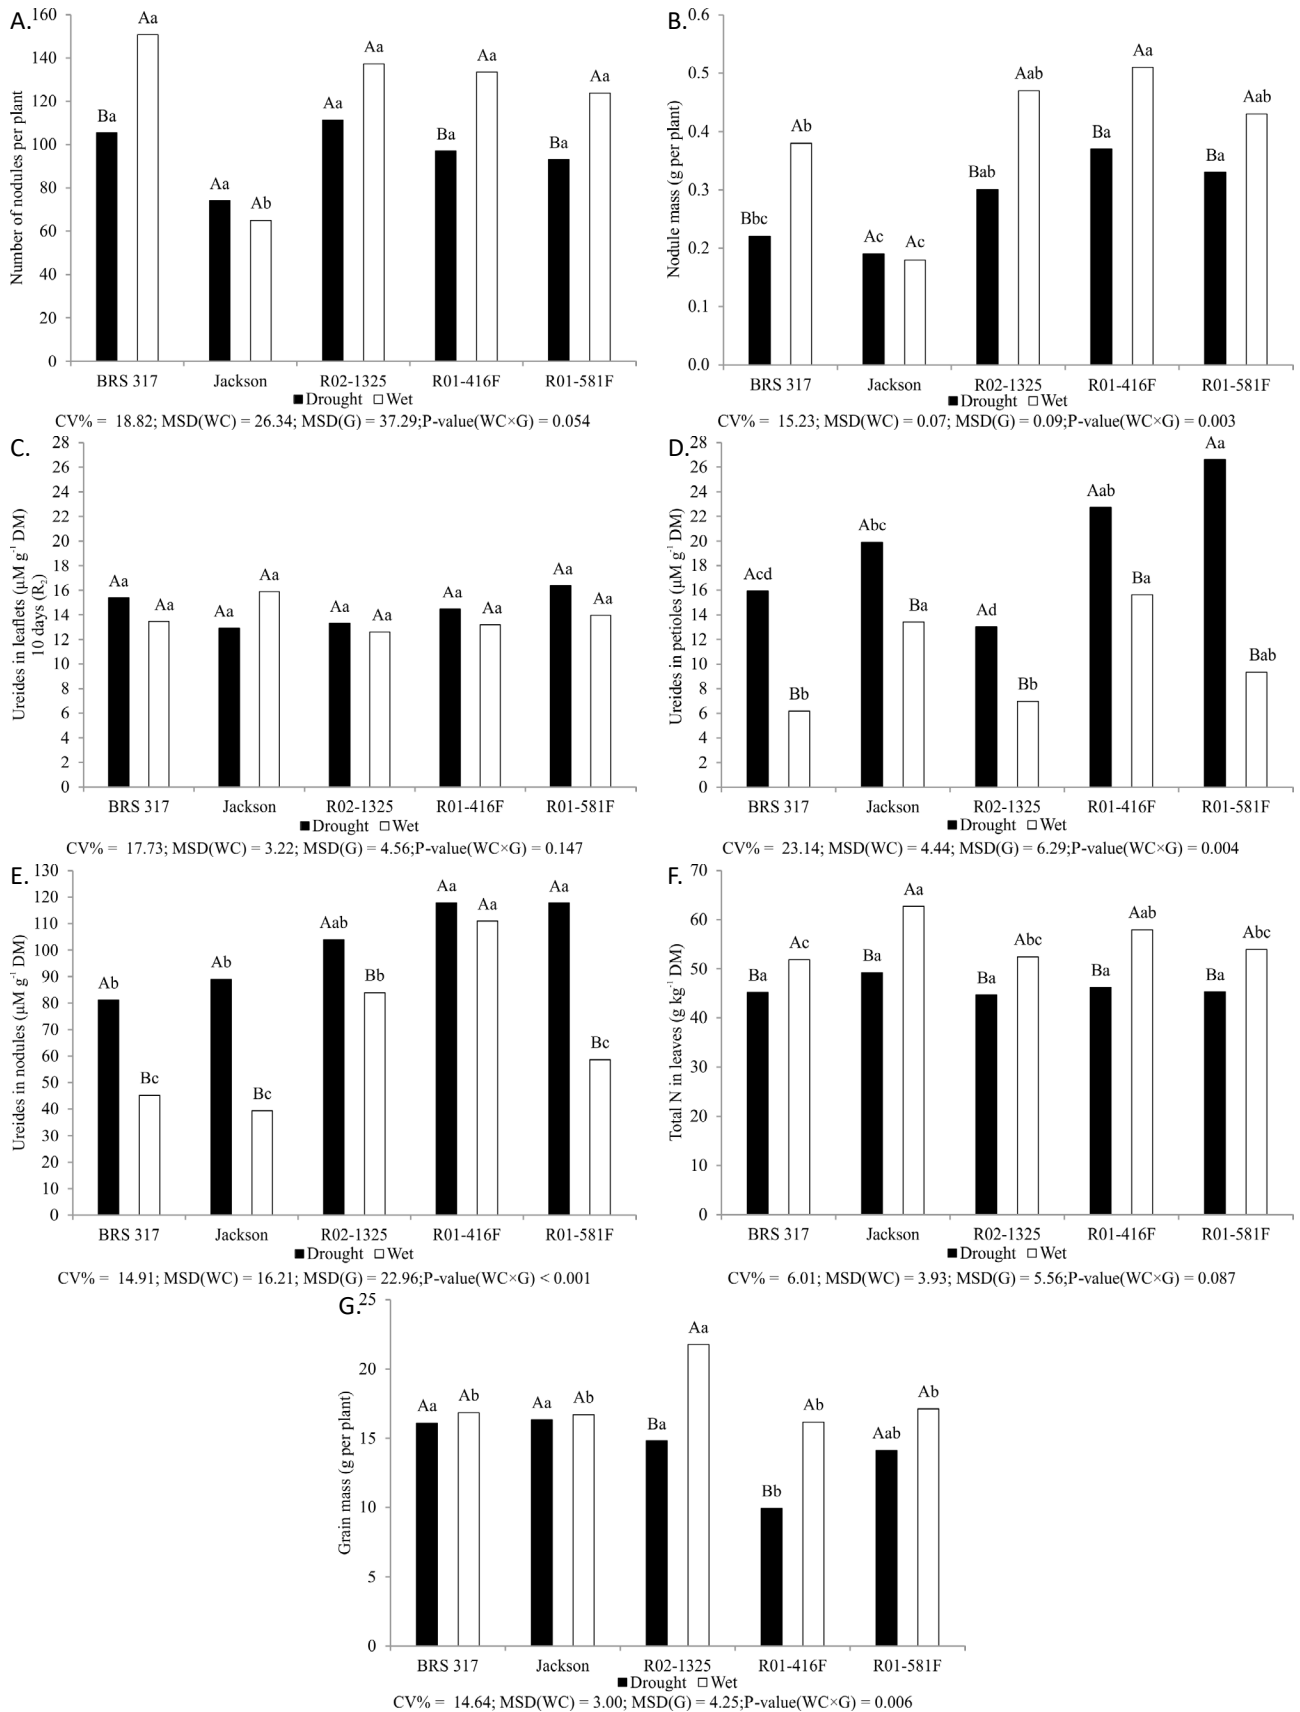 A.
Number of nodules per plant
160
140
120
100
80
60
40
20
0
Ba Aa
Aa Ab
Aa Aa
Ba Aa
Ba Aa
BRS 317 Jackson R02-1325 R01-416F R01-581F
Drought Wet
CV% = 18.82; MSD(WC) = 26.34; MSD(G) = 37.29;P-value(WC×G) = 0.054
B.
Nodule mass (g per plant)
0.6
0.5
0.4
0.3
0.2
0.1
0.0
Bbc Ab
Ac Ac
Bab Aab
Ba Aa
Ba Aab
BRS 317 Jackson R02-1325 R01-416F R01-581F
Drought Wet
CV% = 15.23; MSD(WC) = 0.07; MSD(G) = 0.09;P-value(WC×G) = 0.003
C.
Ureides in leaflets (µM g⁻¹ DM)
10 days (R₂)
28
26
24
22
20
18
16
14
12
10
8
6
4
2
0
Aa Aa
Aa Aa
Aa Aa
Aa Aa
Aa Aa
BRS 317 Jackson R02-1325 R01-416F R01-581F
Drought Wet
CV% = 17.73; MSD(WC) = 3.22; MSD(G) = 4.56;P-value(WC×G) = 0.147
D.
Ureides in petioles (µM g⁻¹ DM)
28
26
24
22
20
18
16
14
12
10
8
6
4
2
0
Acd Bb
Abc Ba
Ad Bb
Aab Ba
Aa Bab
BRS 317 Jackson R02-1325 R01-416F R01-581F
Drought Wet
CV% = 23.14; MSD(WC) = 4.44; MSD(G) = 6.29;P-value(WC×G) = 0.004
E.
Ureides in nodules (µM g⁻¹ DM)
130
120
110
100
90
80
70
60
50
40
30
20
10
0
Ab Bc
Ab Bc
Aab Bb
Aa Aa
Aa Bc
BRS 317 Jackson R02-1325 R01-416F R01-581F
Drought Wet
CV% = 14.91; MSD(WC) = 16.21; MSD(G) = 22.96;P-value(WC×G) < 0.001
F.
Total N in leaves (g kg⁻¹ DM)
70
60
50
40
30
20
10
0
Ba Ac
Ba Aa
Ba Abc
Ba Aab
Ba Abc
BRS 317 Jackson R02-1325 R01-416F R01-581F
Drought Wet
CV% = 6.01; MSD(WC) = 3.93; MSD(G) = 5.56;P-value(WC×G) = 0.087
G.
Grain mass (g per plant)
25
20
15
10
5
0
Aa Ab
Aa Ab
Ba Aa
Bb Ab
Aab Ab
BRS 317 Jackson R02-1325 R01-416F R01-581F
Drought Wet
CV% = 14.64; MSD(WC) = 3.00; MSD(G) = 4.25;P-value(WC×G) = 0.006